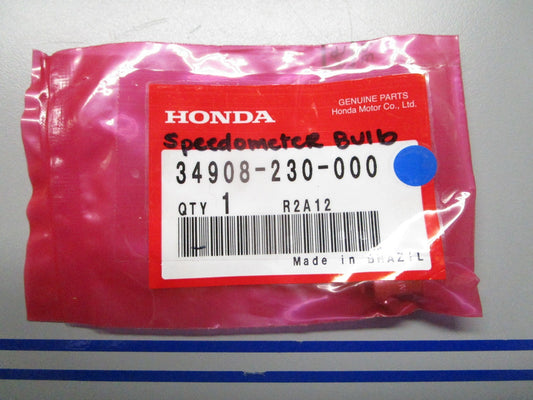 HONDA
GENUINE PARTS
Honda Motor Co., Ltd.
Speedometer Bulb
34908-230-000
QTY 1 R2A12
Made in BRAZIL